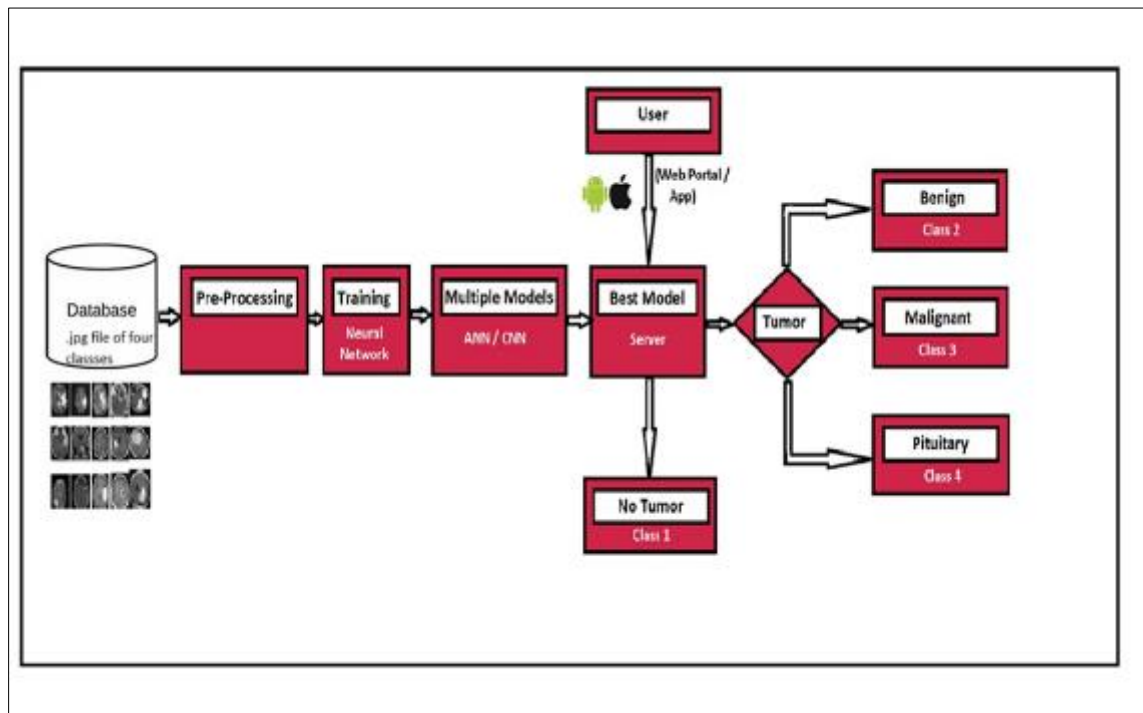 User
(Web Portal /
App)
Benign
Class 2
Database
.jpg file of four
classses
Pre-Processing
Training
Neural
Network
Multiple Models
ANN / CNN
Best Model
Server
Tumor
Malignant
Class 3
Pituitary
Class 4
No Tumor
Class 1